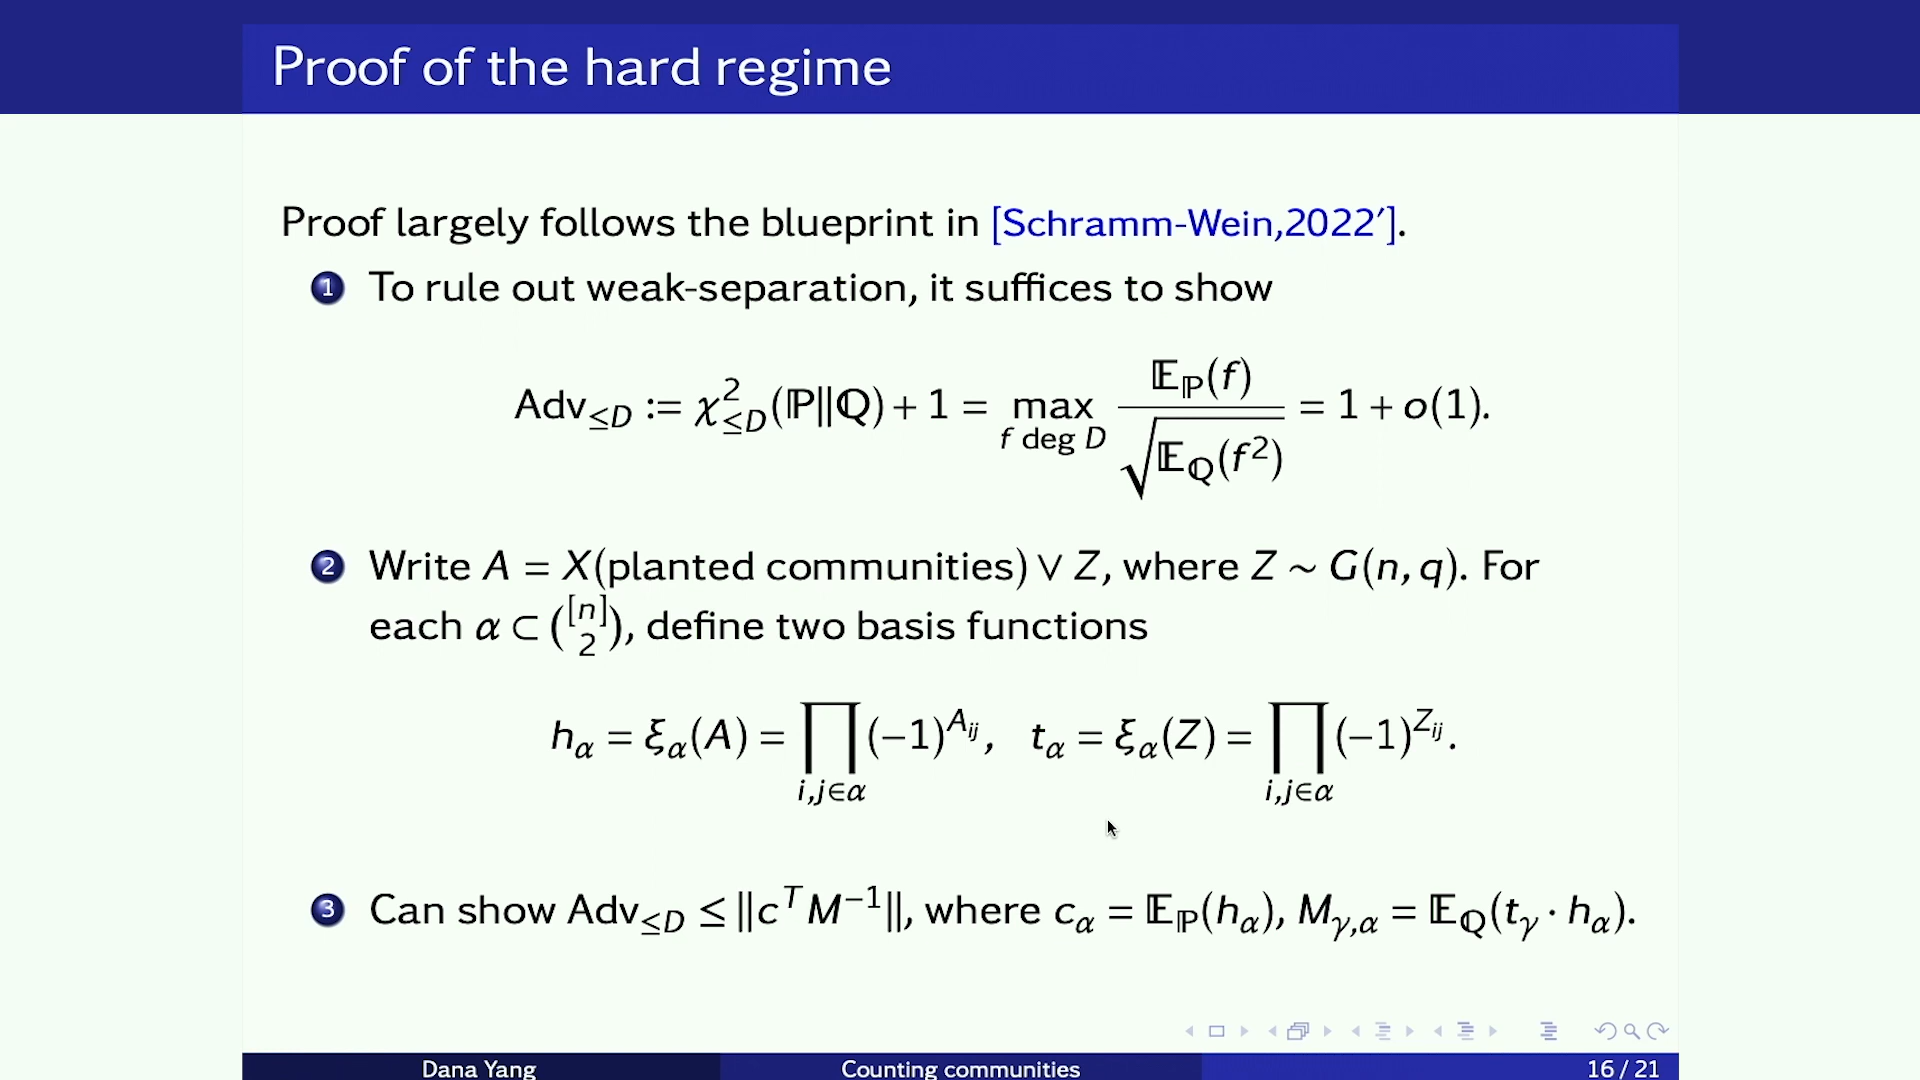 Proof of the hard regime
Proof largely follows the blueprint in [Schramm-Wein,2022′].
1 To rule out weak-separation, it suffices to show
Adv≤D := χ²≤D(ℙ∥ℚ) + 1 = max f deg D 𝔼ℙ(f) / √𝔼ℚ(f²) = 1 + o(1).
2 Write A = X(planted communities) ∨ Z, where Z ∼ G(n, q). For
each α ⊂ ([n] 2), define two basis functions
hα = ξα(A) = ∏ i,j∈α (−1)^Aij, tα = ξα(Z) = ∏ i,j∈α (−1)^Zij.
3 Can show Adv≤D ≤ ∥cᵀM⁻¹∥, where cα = 𝔼ℙ(hα), Mγ,α = 𝔼ℚ(tγ · hα).
Dana Yang Counting communities 16 / 21